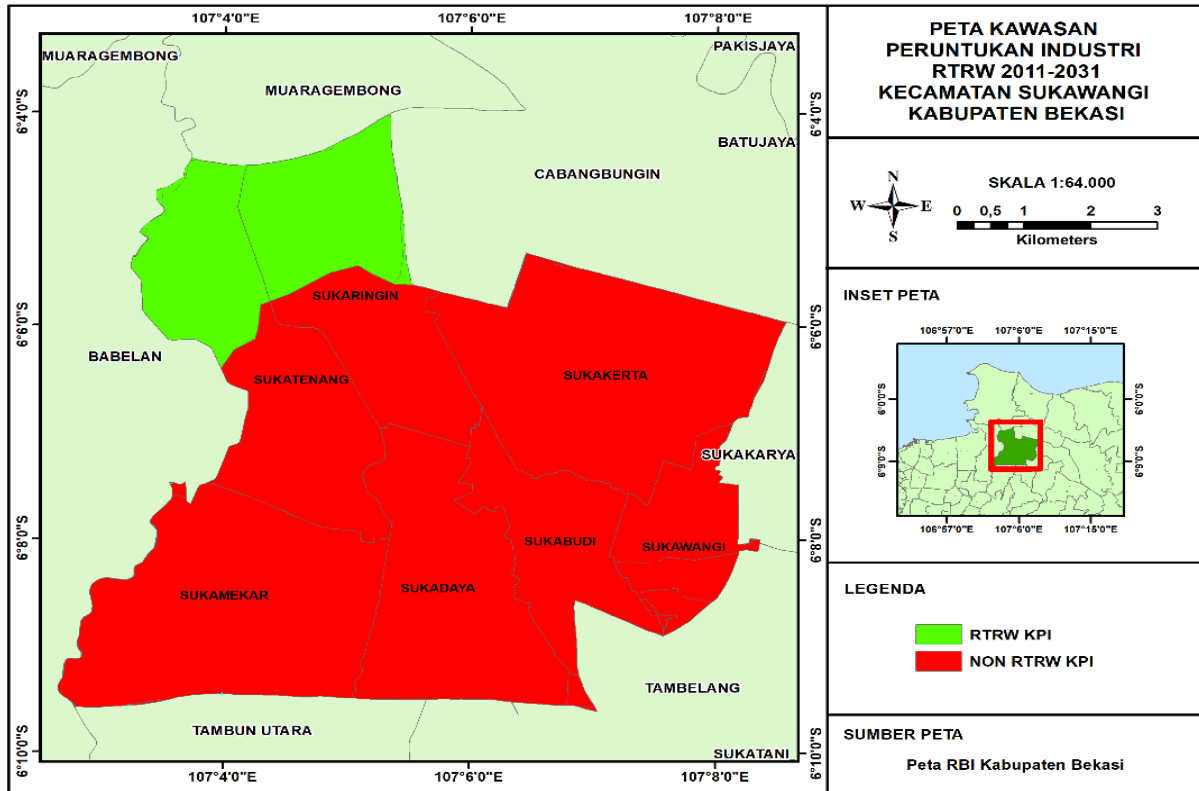 107°4'0"E 107°6'0"E 107°8'0"E
MUARAGEMBONG
PAKISJAYA
MUARAGEMBONG
6°4'0"S 6°4'0"S
BATUJAYA
CABANGBUNGIN
SUKARINGIN
6°6'0"S 6°6'0"S
BABELAN
SUKATENANG
SUKAKERTA
SUKAKARYA
6°8'0"S 6°8'0"S
SUKABUDI
SUKAWANGI
SUKADAYA
SUKAMEKAR
TAMBELANG
TAMBUN UTARA
6°10'0"S 6°10'0"S
SUKATANI
107°4'0"E 107°6'0"E 107°8'0"E
PETA KAWASAN
PERUNTUKAN INDUSTRI
RTRW 2011-2031
KECAMATAN SUKAWANGI
KABUPATEN BEKASI
N
W E
S
SKALA 1:64.000
0 0,5 1 2 3
Kilometers
INSET PETA
106°57'0"E 107°6'0"E 107°15'0"E
6°0'0"S 6°0'0"S
6°9'0"S 6°9'0"S
106°57'0"E 107°6'0"E 107°15'0"E
LEGENDA
RTRW KPI
NON RTRW KPI
SUMBER PETA
Peta RBI Kabupaten Bekasi